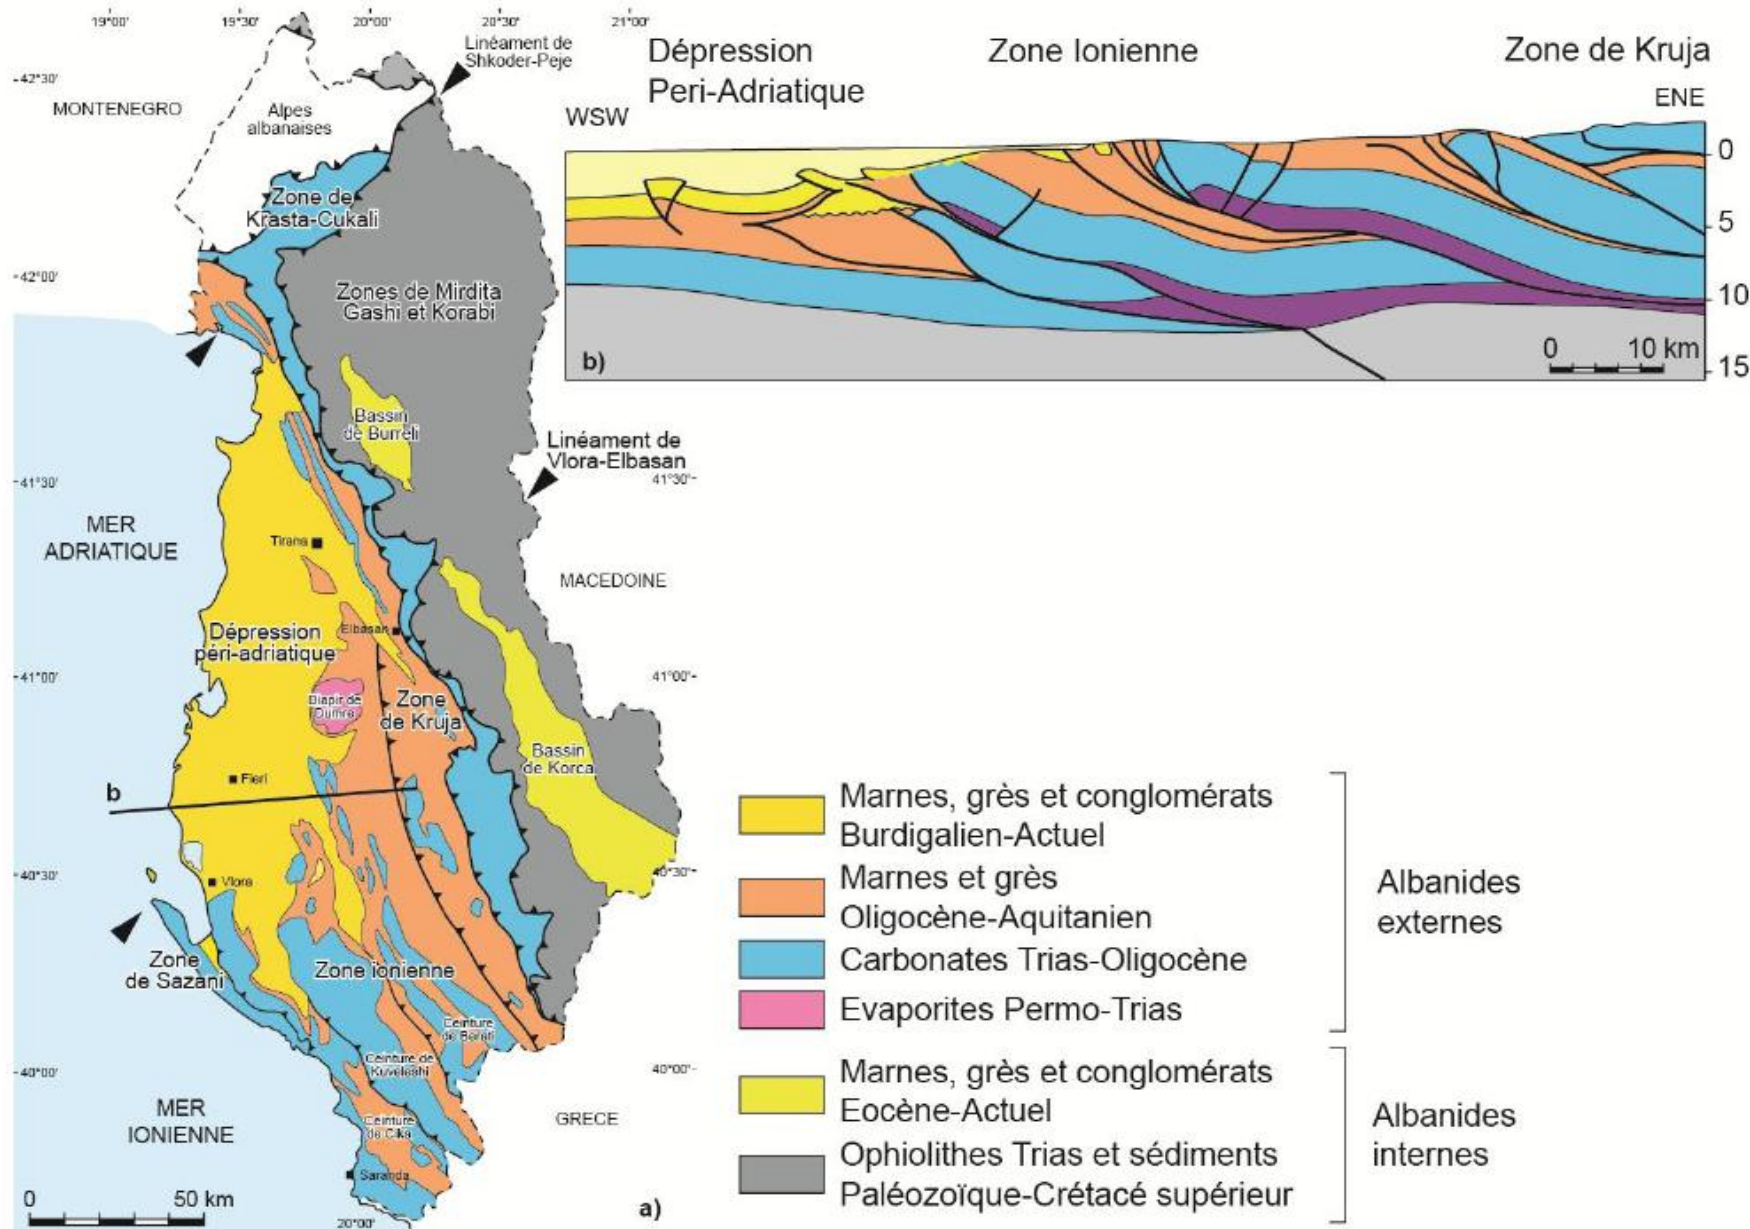 19°00'
19°30'
20°00'
20°30'
21°00'
Linéament de
Shkoder-Peje
42°30'
MONTENEGRO
Alpes
albanaises
Zone de
Krasta-Cukali
42°00'
Zones de Mirdita
Gashi et Korabi
Bassin
de Burreli
Linéament de
Vlora-Elbasan
41°30'
41°30'
MER
ADRIATIQUE
Tirana
MACEDOINE
Elbasan
Dépression
péri-adriatique
41°00'
41°00'
Diapir de
Dumre
Zone
de Kruja
Bassin
de Korca
Fieri
b
40°30'
40°30'
Vlora
Zone
de Sazani
Zone ionienne
Ceinture
de Berati
Ceinture de
Kuveleshi
40°00'
40°00'
MER
IONIENNE
GRECE
Ceinture
de Cika
Saranda
0 50 km
20°00'
a)
Dépression
Peri-Adriatique
Zone Ionienne
Zone de Kruja
WSW
ENE
0
5
10
15
b)
0 10 km
Marnes, grès et conglomérats
Burdigalien-Actuel
Marnes et grès
Oligocène-Aquitanien
Carbonates Trias-Oligocène
Evaporites Permo-Trias
Albanides
externes
Marnes, grès et conglomérats
Eocène-Actuel
Ophiolithes Trias et sédiments
Paléozoïque-Crétacé supérieur
Albanides
internes